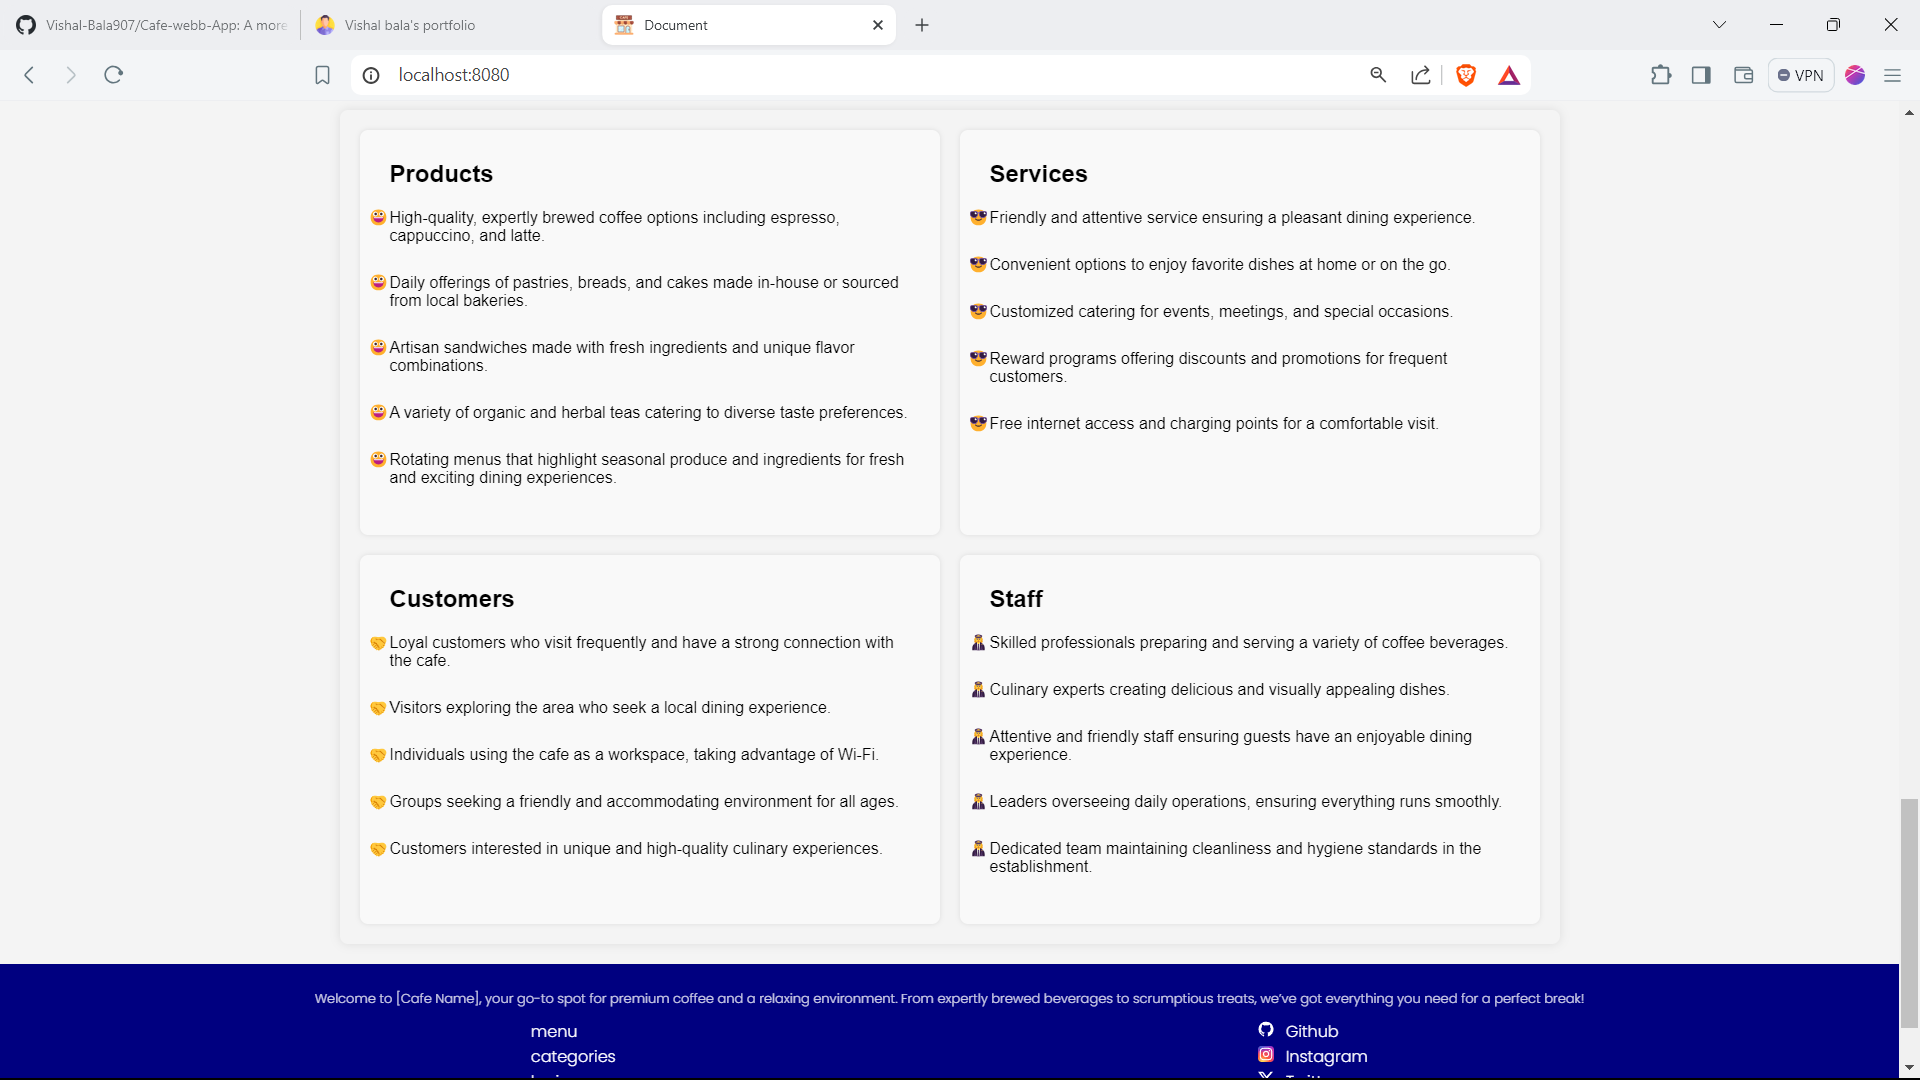 Vishal-Bala907/Cafe-webb-App: A more
Vishal bala's portfolio
Document
localhost:8080
VPN
Products
High-quality, expertly brewed coffee options including espresso,
cappuccino, and latte.
Daily offerings of pastries, breads, and cakes made in-house or sourced
from local bakeries.
Artisan sandwiches made with fresh ingredients and unique flavor
combinations.
A variety of organic and herbal teas catering to diverse taste preferences.
Rotating menus that highlight seasonal produce and ingredients for fresh
and exciting dining experiences.
Services
Friendly and attentive service ensuring a pleasant dining experience.
Convenient options to enjoy favorite dishes at home or on the go.
Customized catering for events, meetings, and special occasions.
Reward programs offering discounts and promotions for frequent
customers.
Free internet access and charging points for a comfortable visit.
Customers
Loyal customers who visit frequently and have a strong connection with
the cafe.
Visitors exploring the area who seek a local dining experience.
Individuals using the cafe as a workspace, taking advantage of Wi-Fi.
Groups seeking a friendly and accommodating environment for all ages.
Customers interested in unique and high-quality culinary experiences.
Staff
Skilled professionals preparing and serving a variety of coffee beverages.
Culinary experts creating delicious and visually appealing dishes.
Attentive and friendly staff ensuring guests have an enjoyable dining
experience.
Leaders overseeing daily operations, ensuring everything runs smoothly.
Dedicated team maintaining cleanliness and hygiene standards in the
establishment.
Welcome to [Cafe Name], your go-to spot for premium coffee and a relaxing environment. From expertly brewed beverages to scrumptious treats, we've got everything you need for a perfect break!
menu
categories
Github
Instagram